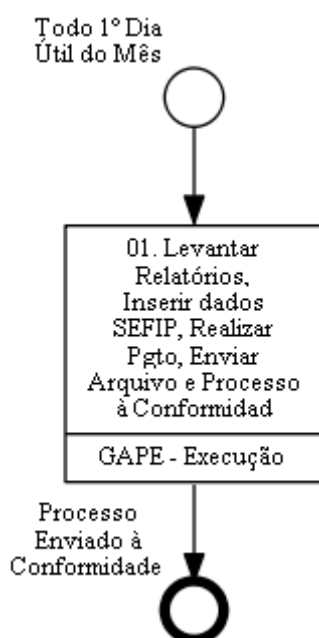 Todo 1º Dia
Útil do Mês
01. Levantar
Relatórios,
Inserir dados
SEFIP, Realizar
Pgto, Enviar
Arquivo e Processo
à Conformidad
GAPE - Execução
Processo
Enviado à
Conformidade